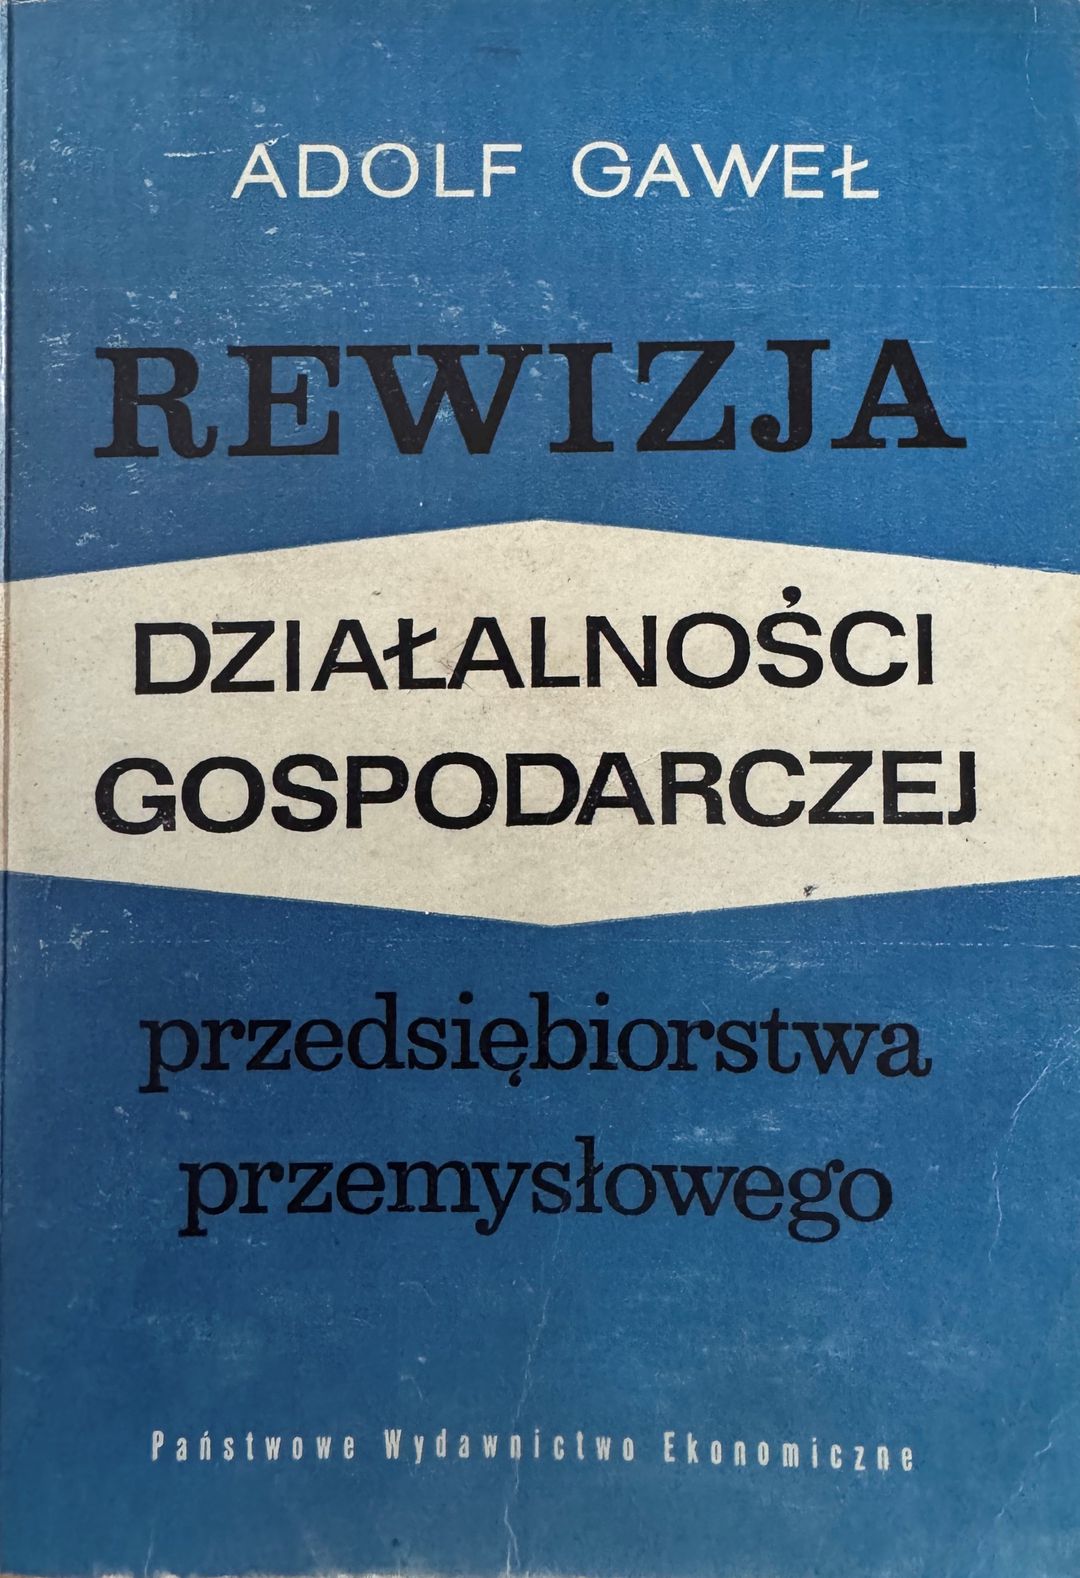 ADOLF GAWEŁ
REWIZJA
DZIAŁALNOŚCI
GOSPODARCZEJ
przedsiębiorstwa
przemysłowego
Państwowe Wydawnictwo Ekonomiczne